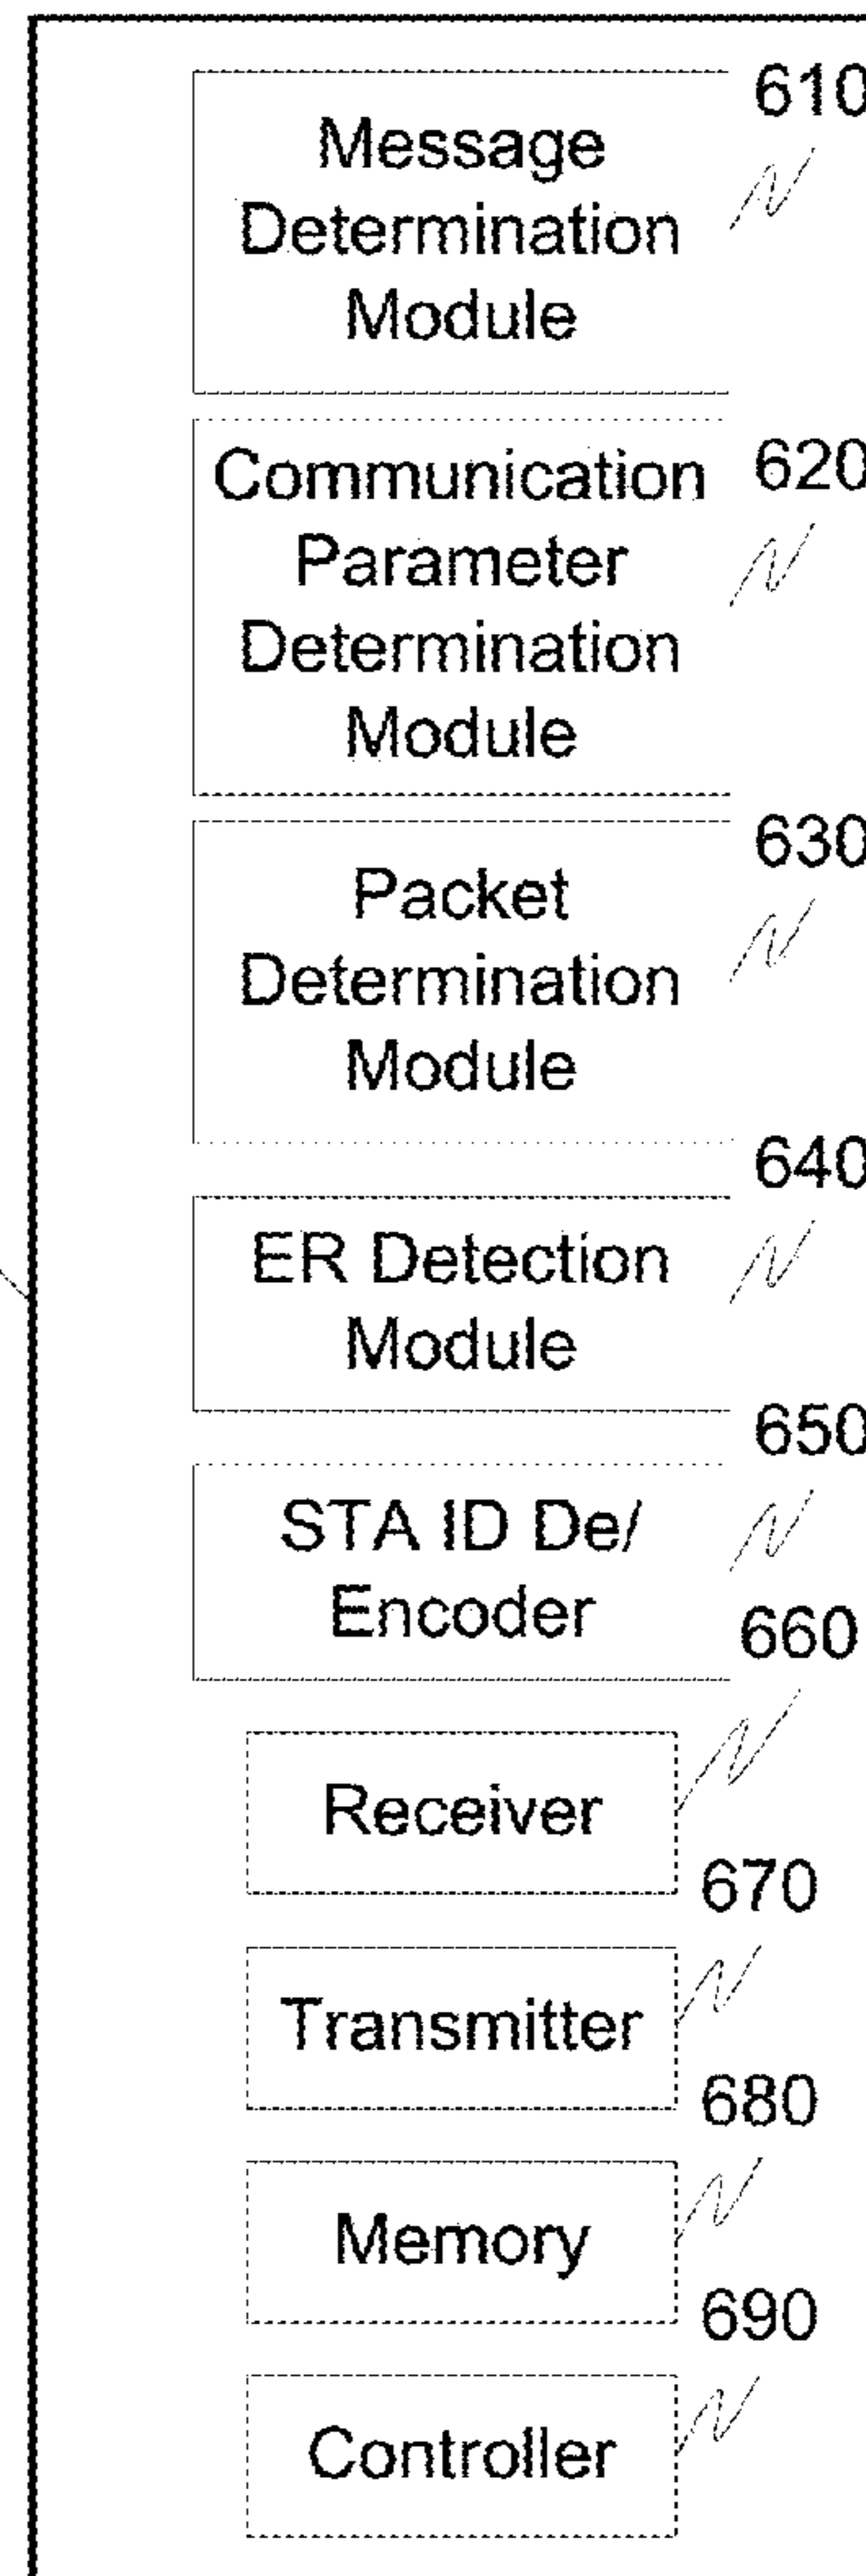 610
Message
Determination
Module
620
Communication
Parameter
Determination
Module
630
Packet
Determination
Module
640
ER Detection
Module
650
STA ID De/
Encoder
660
Receiver
670
Transmitter
680
Memory
690
Controller